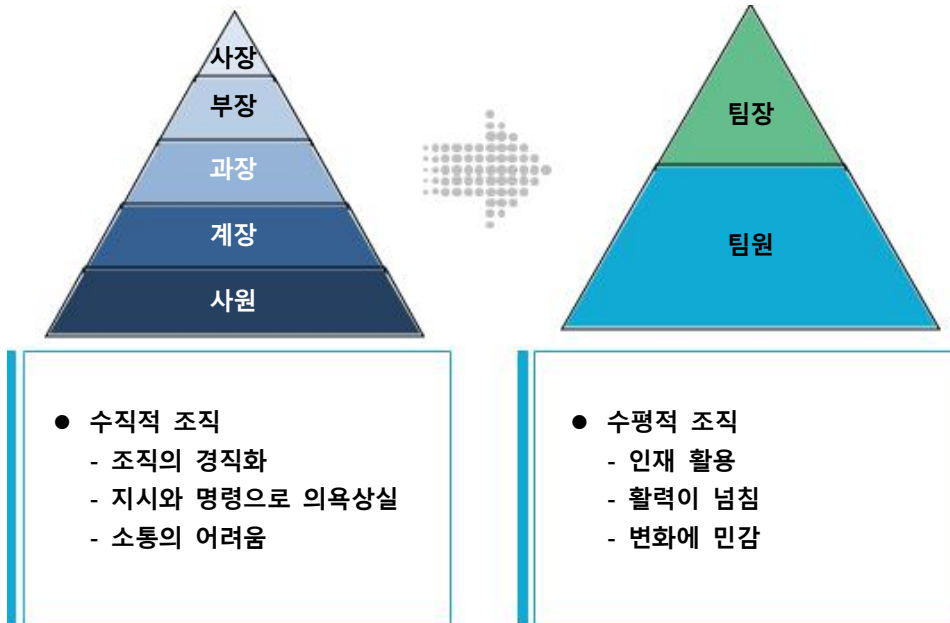 사장
부장
과장
계장
사원
팀장
팀원
● 수직적 조직
- 조직의 경직화
- 지시와 명령으로 의욕상실
- 소통의 어려움
● 수평적 조직
- 인재 활용
- 활력이 넘침
- 변화에 민감